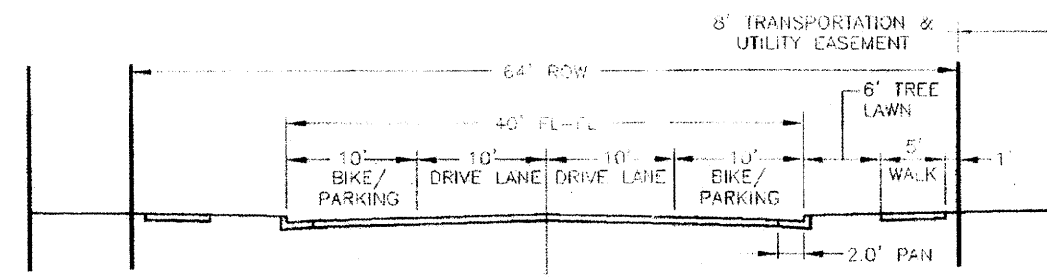 8' TRANSPORTATION &
UTILITY EASEMENT
64' ROW
6' TREE
LAWN
40' FL-FL
5'
WALK
1'
10'
BIKE/
PARKING
10'
DRIVE LANE
10'
DRIVE LANE
10'
BIKE/
PARKING
2.0' PAN